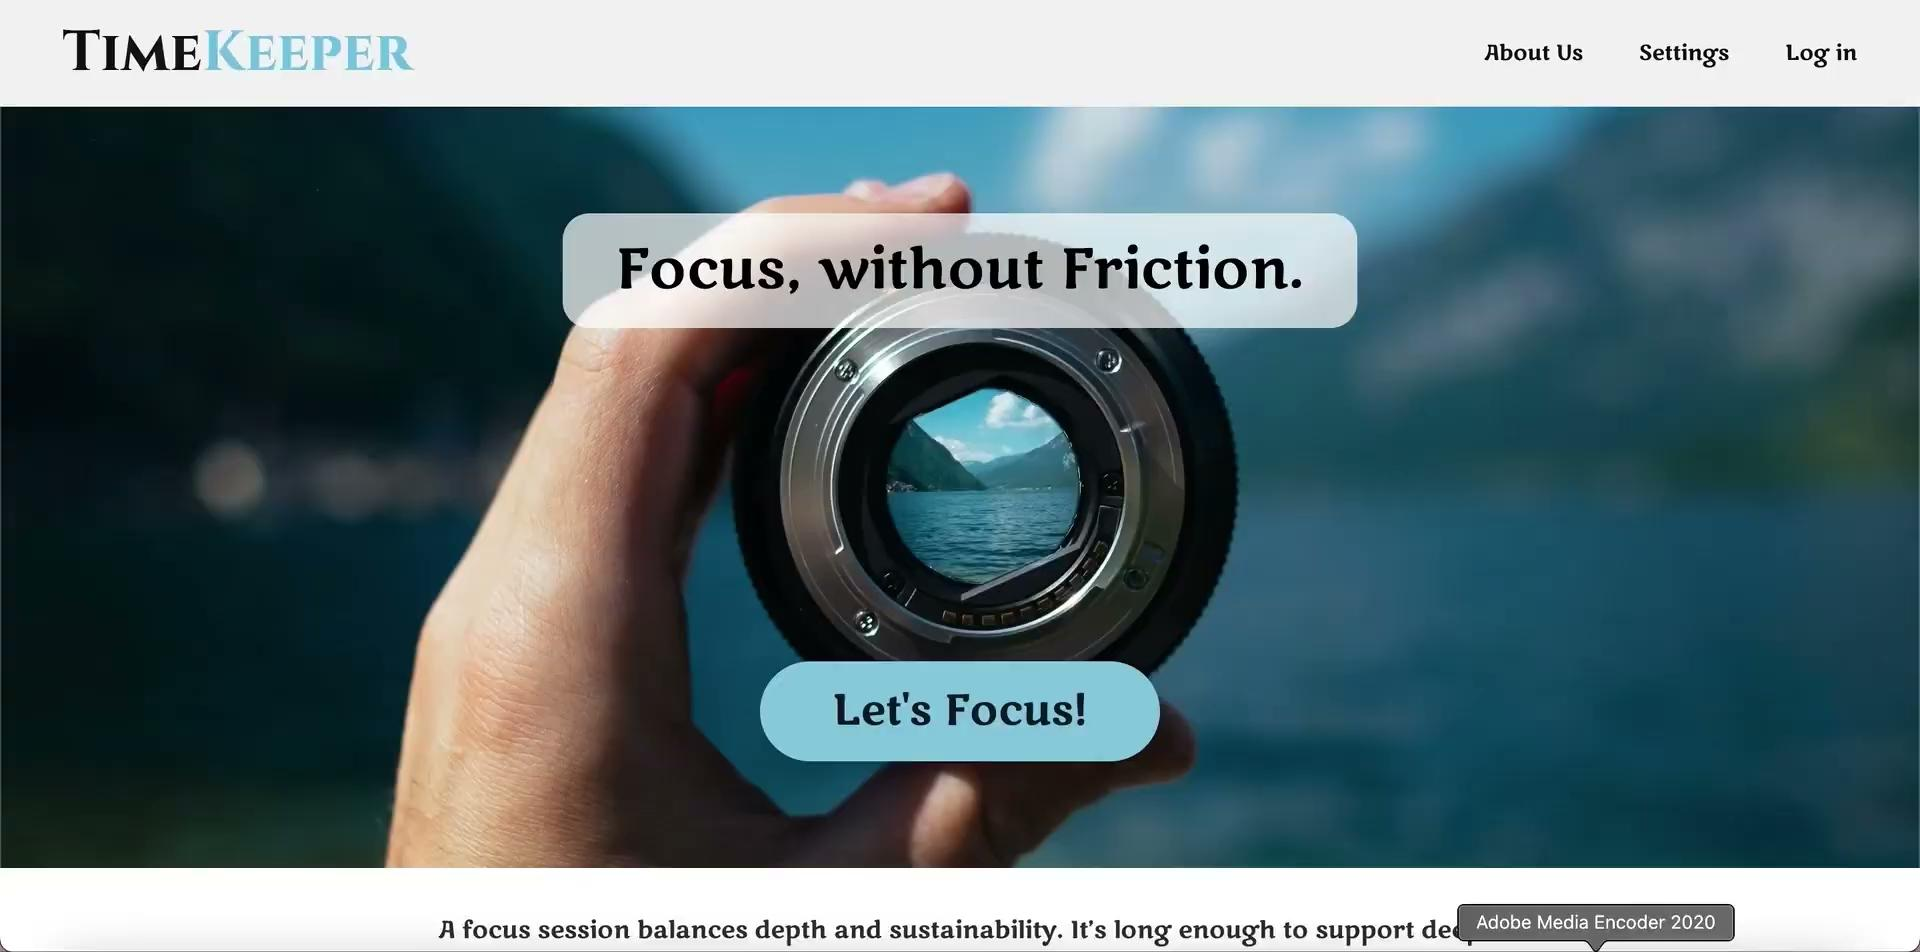 TIMEKEEPER
About Us
Settings
Log in
Focus, without Friction.
Let's Focus!
A focus session balances depth and sustainability. It's long enough to support
Adobe Media Encoder 2020